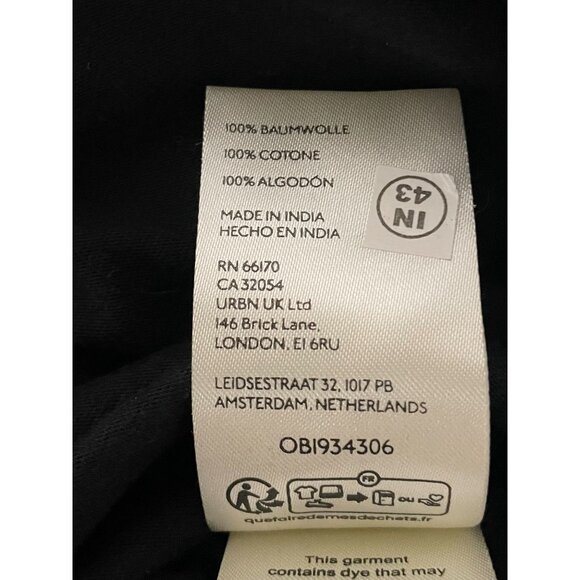 100% BAUMWOLLE
100% COTONE
100% ALGODÓN
IN
43
MADE IN INDIA
HECHO EN INDIA
RN 66170
CA 32054
URBN UK Ltd
146 Brick Lane,
LONDON. E1 6RU
LEIDSESTRAAT 32, 1017 PB
AMSTERDAM, NETHERLANDS
OB1934306
FR
OU
quefairedemesdechets.fr
This garment
contains dye that may